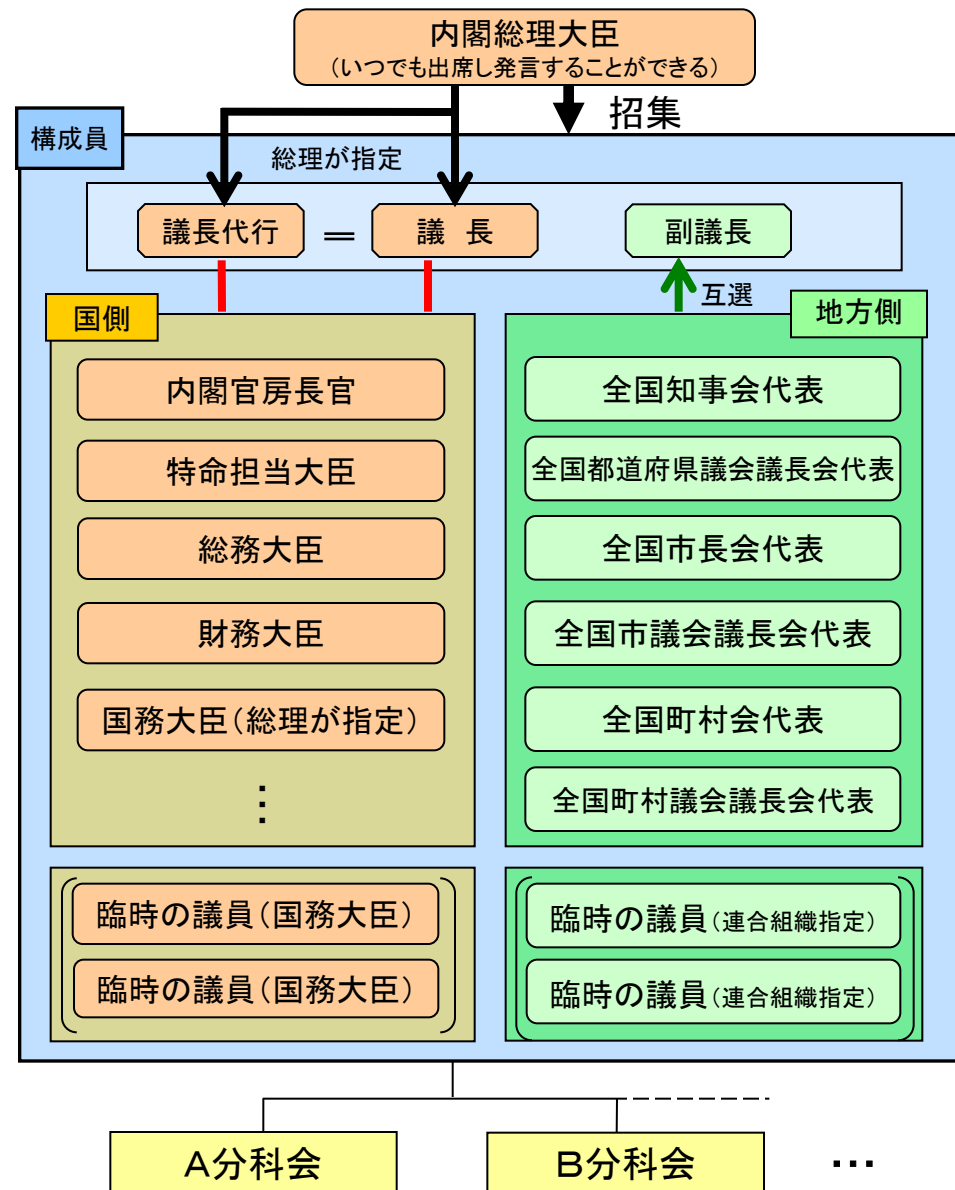 内閣総理大臣
（いつでも出席し発言することができる）
招集
構成員
総理が指定
議長代行
＝
議 長
副議長
互選
国側
内閣官房長官
特命担当大臣
総務大臣
財務大臣
国務大臣（総理が指定）
⋮
地方側
全国知事会代表
全国都道府県議会議長会代表
全国市長会代表
全国市議会議長会代表
全国町村会代表
全国町村議会議長会代表
臨時の議員（国務大臣）
臨時の議員（国務大臣）
臨時の議員（連合組織指定）
臨時の議員（連合組織指定）
Ａ分科会
Ｂ分科会
…